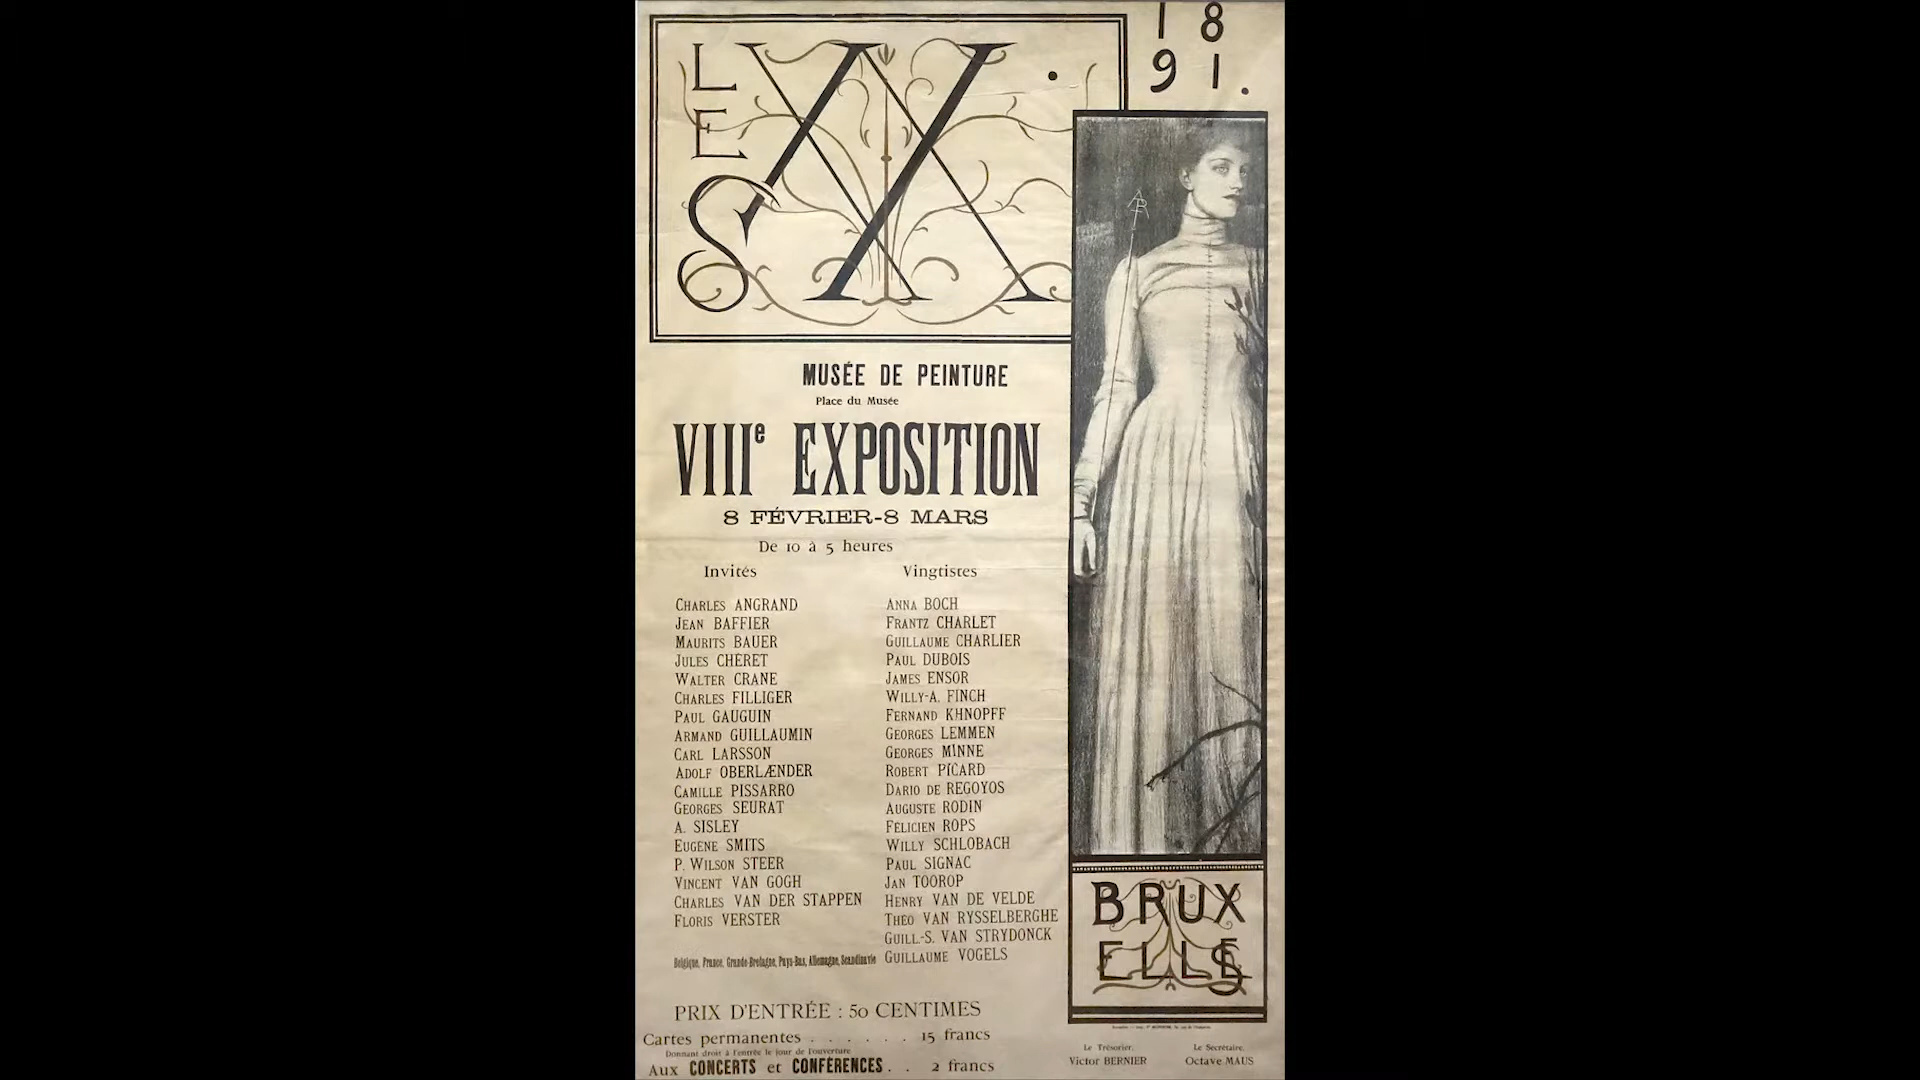 LES XX.
18
91.
MUSÉE DE PEINTURE
Place du Musée
VIIIe EXPOSITION
8 FÉVRIER-8 MARS
De 10 à 5 heures
Invités
CHARLES ANGRAND
JEAN BAFFIER
MAURITS BAUER
JULES CHÉRET
WALTER CRANE
CHARLES FILLIGER
PAUL GAUGUIN
ARMAND GUILLAUMIN
CARL LARSSON
ADOLF OBERLÆNDER
CAMILLE PISSARRO
GEORGES SEURAT
A. SISLEY
EUGÈNE SMITS
P. WILSON STEER
VINCENT VAN GOGH
CHARLES VAN DER STAPPEN
FLORIS VERSTER
Belgique, France, Grande-Bretagne, Pays-Bas, Allemagne, Scandinavie
Vingtistes
ANNA BOCH
FRANTZ CHARLET
GUILLAUME CHARLIER
PAUL DUBOIS
JAMES ENSOR
WILLY-A. FINCH
FERNAND KHNOPFF
GEORGES LEMMEN
GEORGES MINNE
ROBERT PICARD
DARIO DE REGOYOS
AUGUSTE RODIN
FÉLICIEN ROPS
WILLY SCHLOBACH
PAUL SIGNAC
JAN TOOROP
HENRY VAN DE VELDE
THÉO VAN RYSSELBERGHE
GUILL.-S. VAN STRYDONCK
GUILLAUME VOGELS
BRUX
ELLES
PRIX D'ENTRÉE : 50 CENTIMES
Cartes permanentes . . . . . . 15 francs
Donnant droit à l'entrée le jour de l'ouverture
Aux CONCERTS et CONFÉRENCES . . 2 francs
Le Trésorier,
Victor BERNIER
Le Secrétaire,
Octave MAUS